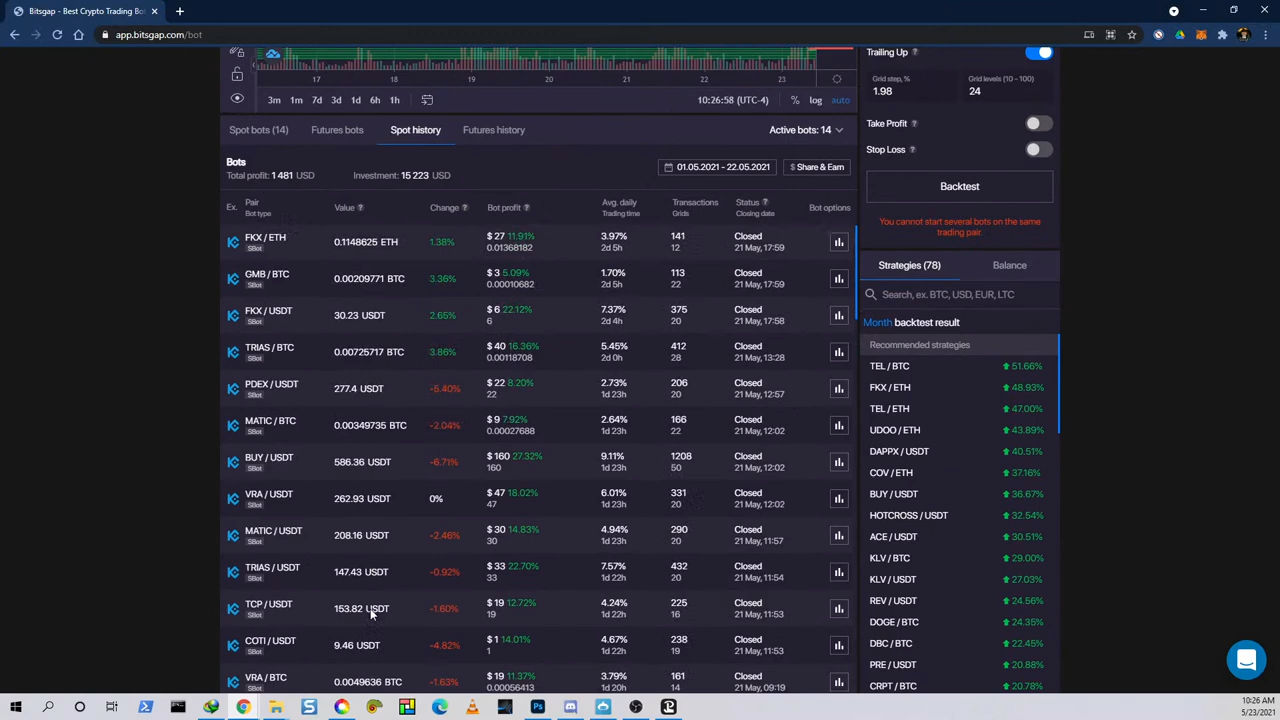 Bitsgap - Best Crypto Trading Bo
app.bitsgap.com/bot
17 18 19 20 21 22 23
3m 1m 7d 3d 1d 6h 1h
10:26:58 (UTC-4) % log auto
Trailing Up
Grid step, % Grid levels (10 - 100)
1.98 24
Take Profit
Stop Loss
Backtest
You cannot start several bots on the same
trading pair.
Spot bots (14) Futures bots Spot history Futures history Active bots: 14
Bots
Total profit: 1 481 USD Investment: 15 223 USD
01.05.2021 - 22.05.2021 $ Share & Earn
Ex. Pair Value Change Bot profit Avg. daily Transactions Status Bot options
Bot type Trading time Grids Closing date
FKX / ETH 0.1148625 ETH 1.38% $ 27 11.91% 3.97% 141 Closed
SBot 0.01368182 2d 5h 12 21 May, 17:59
GMB / BTC 0.00209771 BTC 3.36% $ 3 5.09% 1.70% 113 Closed
SBot 0.00010682 2d 5h 22 21 May, 17:59
FKX / USDT 30.23 USDT 2.65% $ 6 22.12% 7.37% 375 Closed
SBot 6 2d 4h 20 21 May, 17:58
TRIAS / BTC 0.00725717 BTC 3.86% $ 40 16.36% 5.45% 412 Closed
SBot 0.00118708 2d 0h 28 21 May, 13:28
PDEX / USDT 277.4 USDT -5.40% $ 22 8.20% 2.73% 206 Closed
SBot 22 1d 23h 22 21 May, 12:57
MATIC / BTC 0.00349735 BTC -2.04% $ 9 7.92% 2.64% 166 Closed
SBot 0.00027688 1d 23h 22 21 May, 12:02
BUY / USDT 586.36 USDT -6.71% $ 160 27.32% 9.11% 1208 Closed
SBot 160 1d 23h 50 21 May, 12:02
VRA / USDT 262.93 USDT 0% $ 47 18.02% 6.01% 331 Closed
SBot 47 1d 23h 20 21 May, 12:02
MATIC / USDT 208.16 USDT -2.46% $ 30 14.83% 4.94% 290 Closed
SBot 30 1d 23h 20 21 May, 11:57
TRIAS / USDT 147.43 USDT -0.92% $ 33 22.70% 7.57% 432 Closed
SBot 33 1d 22h 20 21 May, 11:54
TCP / USDT 153.82 USDT -1.60% $ 19 12.72% 4.24% 225 Closed
SBot 19 1d 22h 16 21 May, 11:53
COTI / USDT 9.46 USDT -4.82% $ 1 14.01% 4.67% 238 Closed
SBot 1 1d 22h 19 21 May, 11:53
VRA / BTC 0.0049636 BTC -1.63% $ 19 11.37% 3.79% 161 Closed
SBot 0.00056413 1d 20h 14 21 May, 09:19
Strategies (78) Balance
Search, ex. BTC, USD, EUR, LTC
Month backtest result
Recommended strategies
TEL / BTC 51.66%
FKX / ETH 48.93%
TEL / ETH 47.00%
UDOO / ETH 43.89%
DAPPX / USDT 40.51%
COV / ETH 37.16%
BUY / USDT 36.67%
HOTCROSS / USDT 32.54%
ACE / USDT 30.51%
KLV / BTC 29.00%
KLV / USDT 27.03%
REV / USDT 24.56%
DOGE / BTC 24.35%
DBC / BTC 22.45%
PRE / USDT 20.88%
CRPT / BTC 20.78%
10:26 AM
5/23/2021